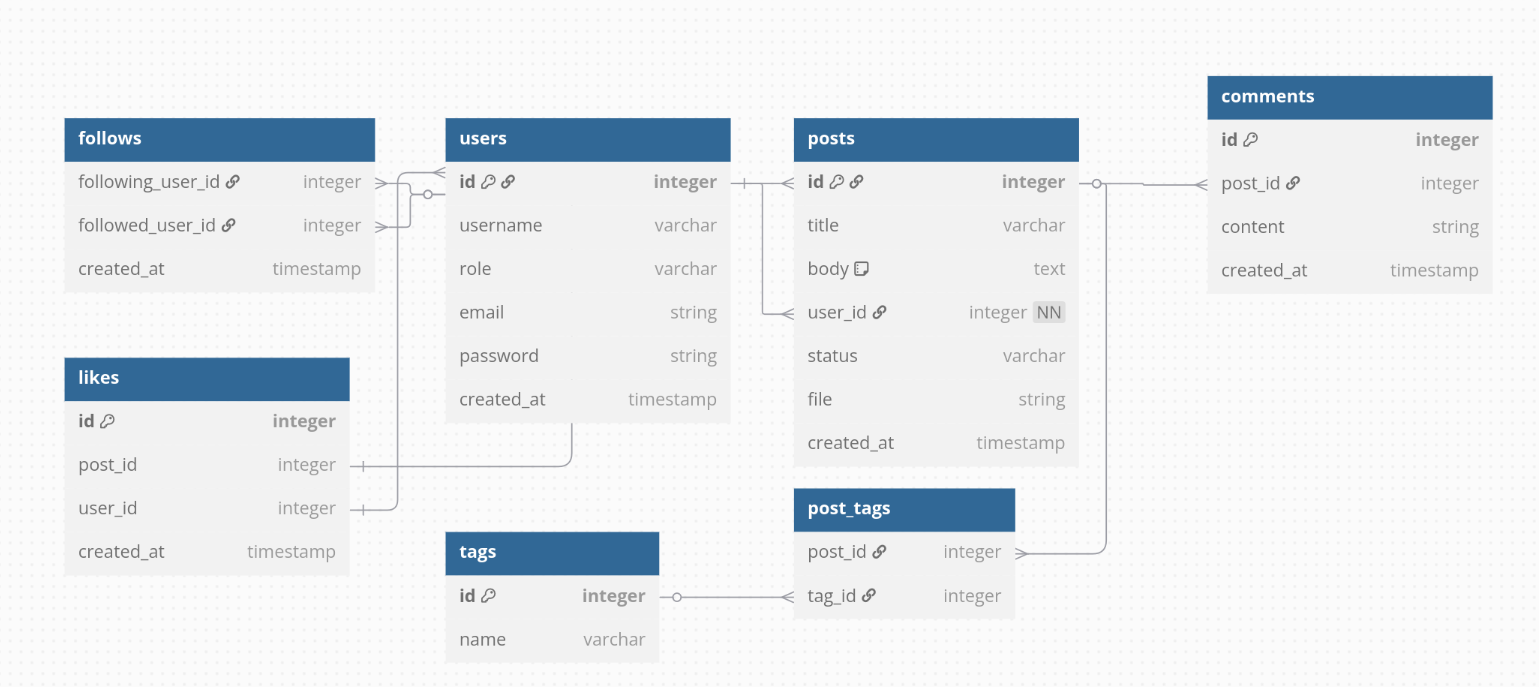 follows
following_user_id integer
followed_user_id integer
created_at timestamp
users
id integer
username varchar
role varchar
email string
password string
created_at timestamp
posts
id integer
title varchar
body text
user_id integer NN
status varchar
file string
created_at timestamp
comments
id integer
post_id integer
content string
created_at timestamp
likes
id integer
post_id integer
user_id integer
created_at timestamp
tags
id integer
name varchar
post_tags
post_id integer
tag_id integer